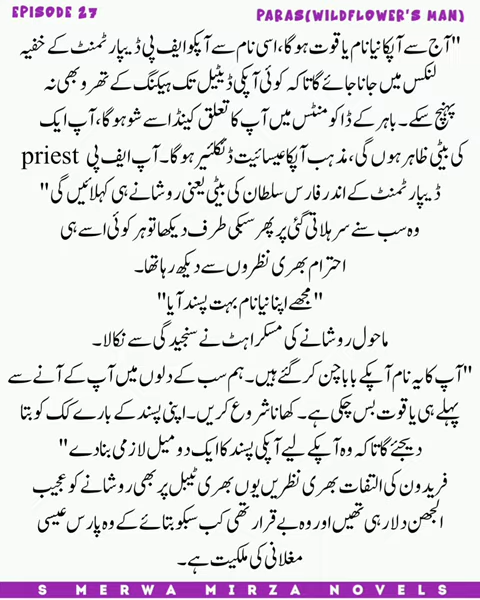 EPISODE 27
PARAS(WILDFLOWER'S MAN)
"آج سے آپکا نیا نام یاقوت ہوگا، اسی نام سے آپکو ایف پی ڈیپارٹمنٹ کے خفیہ
لنکس میں جانا جائے گا تاکہ کوئی آپکی ڈیٹیل تک ہیکنگ کے تھرو بھی نہ
پہنچ سکے۔ باہر کے ڈاکومنٹس میں آپ کا تعلق کینڈا سے شو ہوگا، آپ ایک
priest کی بیٹی ظاہر ہوں گی، مذہب آپکا عیسائیت ڈیکلئیر ہوگا۔ آپ ایف پی
ڈیپارٹمنٹ کے اندر فارس سلطان کی بیٹی یعنی روشانے ہی کہلائیں گی"
وہ سب سنے سر ہلاتی گئی پر پھر سبکی طرف دیکھا تو ہر کوئی اسے ہی
احترام بھری نظروں سے دیکھ رہا تھا۔
"مجھے اپنا نیا نام بہت پسند آیا"
ماحول روشانے کی مسکراہٹ نے سنجیدگی سے نکالا۔
"آپ کا یہ نام آپکے بابا چن کر گئے ہیں۔ ہم سب کے دلوں میں آپ کے آنے سے
پہلے ہی یاقوت بس چکی ہے۔ کھانا شروع کریں۔ اپنی پسند کے بارے کک کو بتا
دیجئے گا تاکہ وہ آپکے لیے آپکی پسند کا ایک دو میل لازمی بنا دے"
فریدون کی التفات بھری نظریں یوں بھری ٹیبل پر بھی روشانے کو عجیب
الجھن دلا رہی تھیں اور وہ بے قرار تھی کب سبکو بتائے کے وہ پارس عیسی
مغلانی کی ملکیت ہے۔
S MERWA MIRZA NOVELS